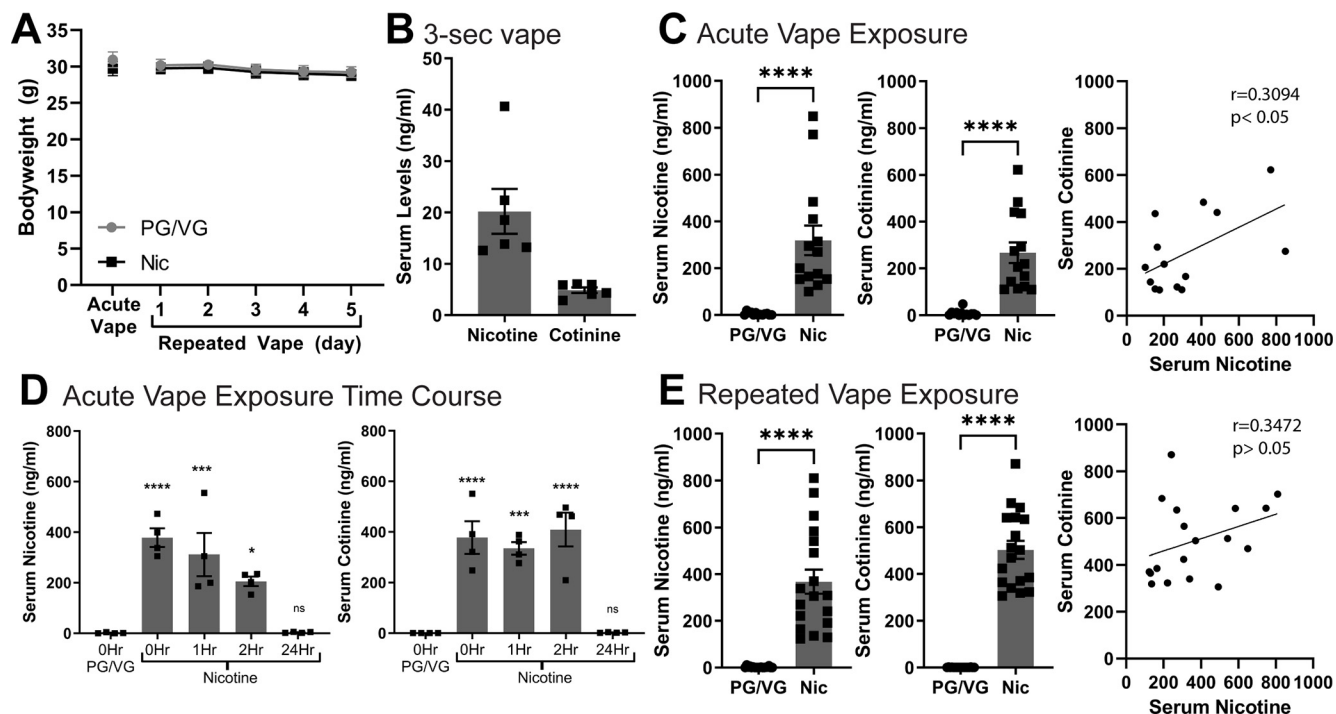 A
Bodyweight (g)
35
30
25
20
15
10
5
0
PG/VG
Nic
Acute
Vape
1 2 3 4 5
Repeated Vape (day)
B 3-sec vape
Serum Levels (ng/ml)
50
40
30
20
10
0
Nicotine Cotinine
C Acute Vape Exposure
Serum Nicotine (ng/ml)
1000
800
600
400
200
0
****
PG/VG Nic
Serum Cotinine (ng/ml)
1000
800
600
400
200
0
****
PG/VG Nic
Serum Cotinine
1000
800
600
400
200
0
r=0.3094
p< 0.05
0 200 400 600 800 1000
Serum Nicotine
D Acute Vape Exposure Time Course
Serum Nicotine (ng/ml)
800
600
400
200
0
****
***
*
ns
0Hr 0Hr 1Hr 2Hr 24Hr
PG/VG
Nicotine
Serum Cotinine (ng/ml)
800
600
400
200
0
****
***
****
ns
0Hr 0Hr 1Hr 2Hr 24Hr
PG/VG
Nicotine
E Repeated Vape Exposure
Serum Nicotine (ng/ml)
1000
800
600
400
200
0
****
PG/VG Nic
Serum Cotinine (ng/ml)
1000
800
600
400
200
0
****
PG/VG Nic
Serum Cotinine
1000
800
600
400
200
0
r=0.3472
p> 0.05
0 200 400 600 800 1000
Serum Nicotine